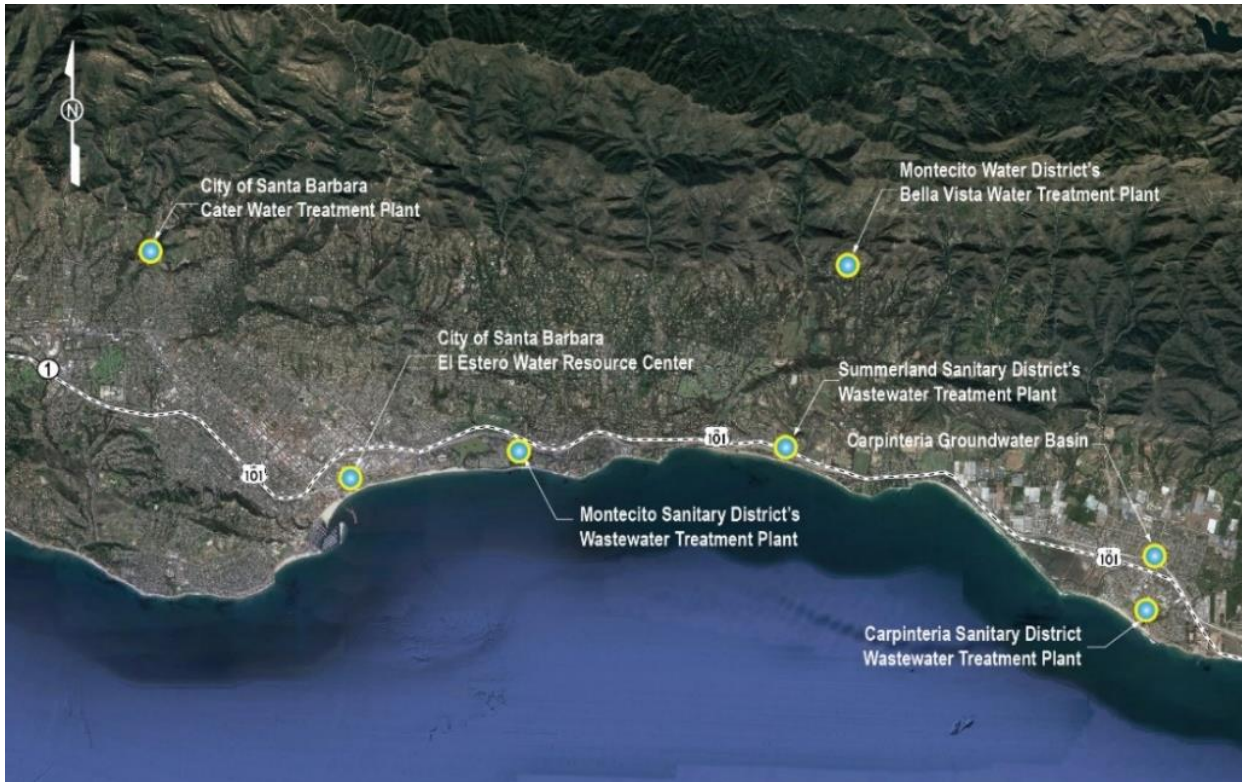 N
City of Santa Barbara
Cater Water Treatment Plant
Montecito Water District's
Bella Vista Water Treatment Plant
City of Santa Barbara
El Estero Water Resource Center
1
Summerland Sanitary District's
Wastewater Treatment Plant
101
Carpinteria Groundwater Basin
101
Montecito Sanitary District's
Wastewater Treatment Plant
101
Carpinteria Sanitary District
Wastewater Treatment Plant